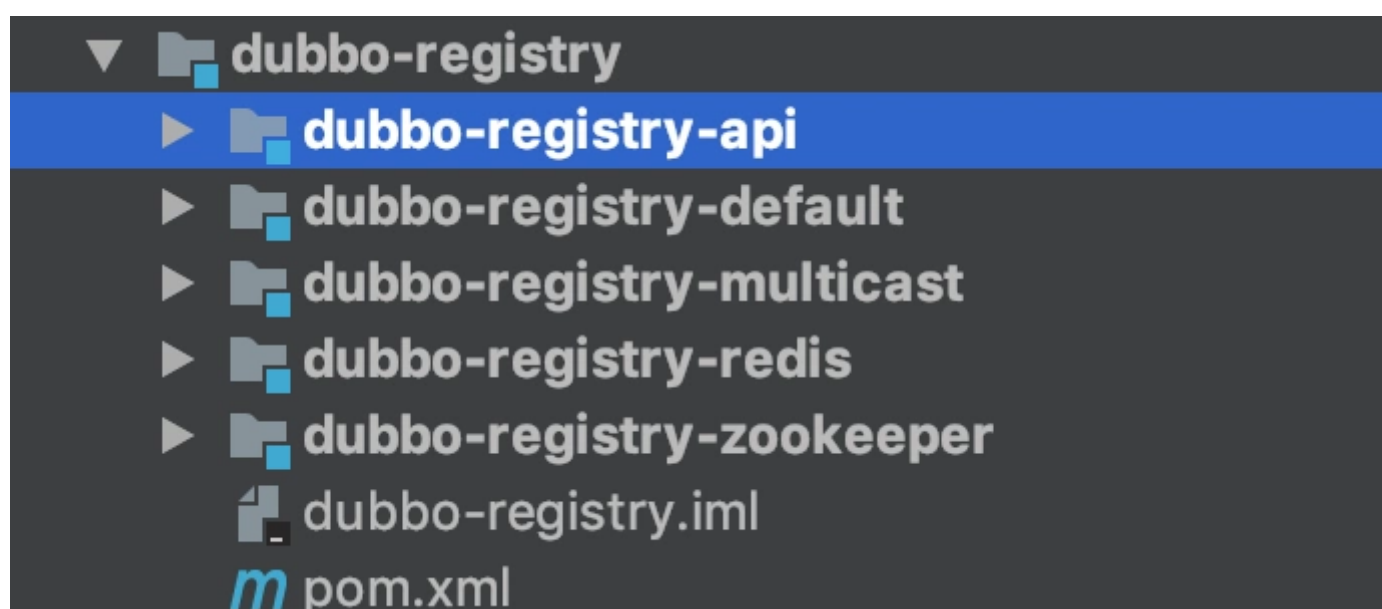 dubbo-registry
dubbo-registry-api
dubbo-registry-default
dubbo-registry-multicast
dubbo-registry-redis
dubbo-registry-zookeeper
dubbo-registry.iml
pom.xml